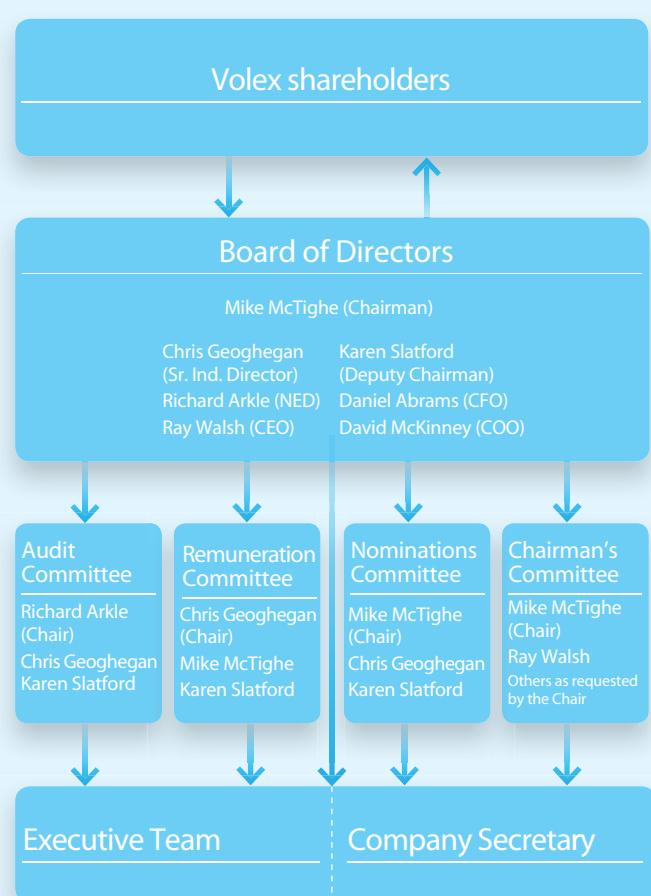 Volex shareholders
Board of Directors
Mike McTighe (Chairman)
Chris Geoghegan
(Sr. Ind. Director)
Richard Arkle (NED)
Ray Walsh (CEO)
Karen Slatford
(Deputy Chairman)
Daniel Abrams (CFO)
David McKinney (COO)
Audit
Committee
Richard Arkle
(Chair)
Chris Geoghegan
Karen Slatford
Remuneration
Committee
Chris Geoghegan
(Chair)
Mike McTighe
Karen Slatford
Nominations
Committee
Mike McTighe
(Chair)
Chris Geoghegan
Karen Slatford
Chairman’s
Committee
Mike McTighe
(Chair)
Ray Walsh
Others as requested
by the Chair
Executive Team
Company Secretary